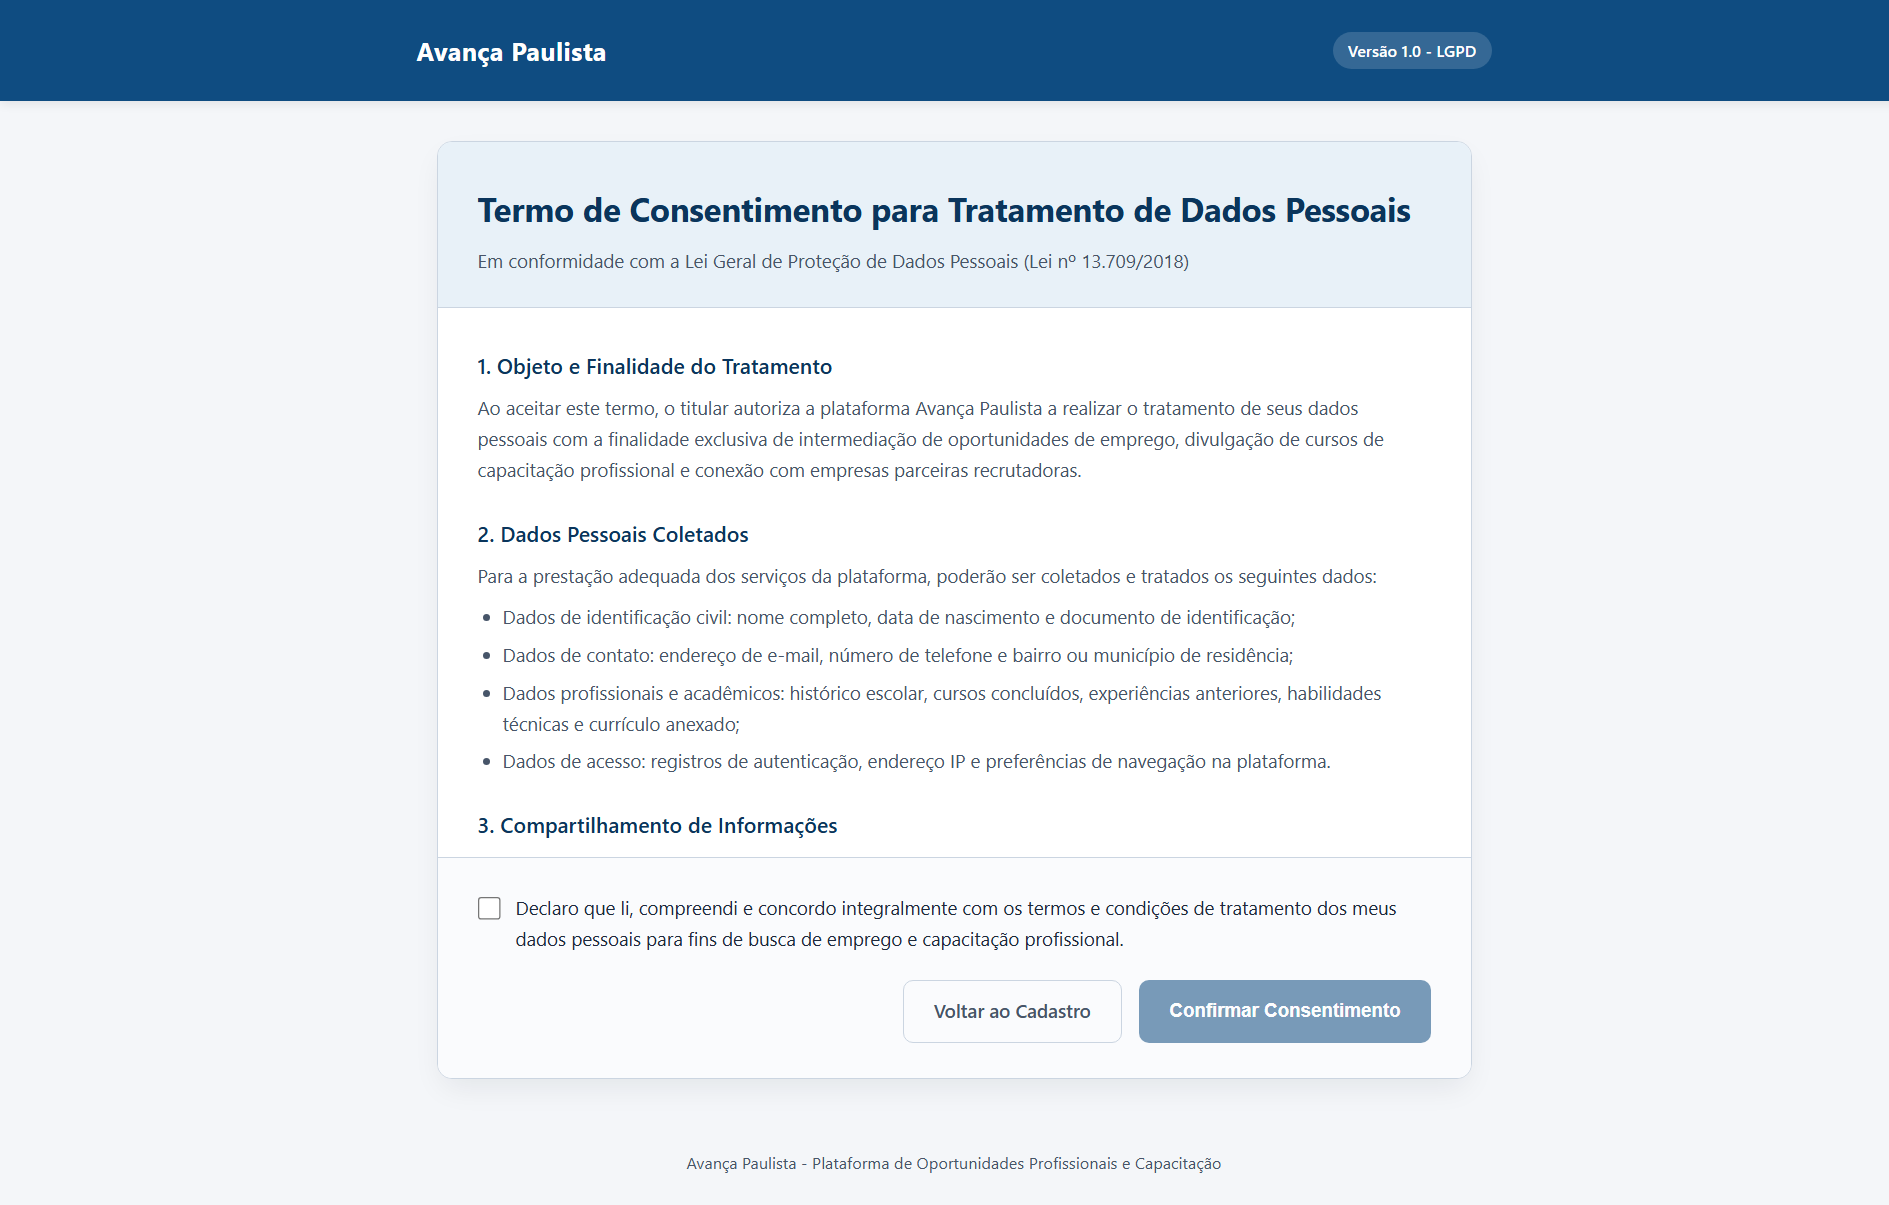 Avança Paulista
Versão 1.0 - LGPD
Termo de Consentimento para Tratamento de Dados Pessoais
Em conformidade com a Lei Geral de Proteção de Dados Pessoais (Lei nº 13.709/2018)
1. Objeto e Finalidade do Tratamento
Ao aceitar este termo, o titular autoriza a plataforma Avança Paulista a realizar o tratamento de seus dados
pessoais com a finalidade exclusiva de intermediação de oportunidades de emprego, divulgação de cursos de
capacitação profissional e conexão com empresas parceiras recrutadoras.
2. Dados Pessoais Coletados
Para a prestação adequada dos serviços da plataforma, poderão ser coletados e tratados os seguintes dados:
• Dados de identificação civil: nome completo, data de nascimento e documento de identificação;
• Dados de contato: endereço de e-mail, número de telefone e bairro ou município de residência;
• Dados profissionais e acadêmicos: histórico escolar, cursos concluídos, experiências anteriores, habilidades
técnicas e currículo anexado;
• Dados de acesso: registros de autenticação, endereço IP e preferências de navegação na plataforma.
3. Compartilhamento de Informações
Declaro que li, compreendi e concordo integralmente com os termos e condições de tratamento dos meus
dados pessoais para fins de busca de emprego e capacitação profissional.
Voltar ao Cadastro
Confirmar Consentimento
Avança Paulista - Plataforma de Oportunidades Profissionais e Capacitação